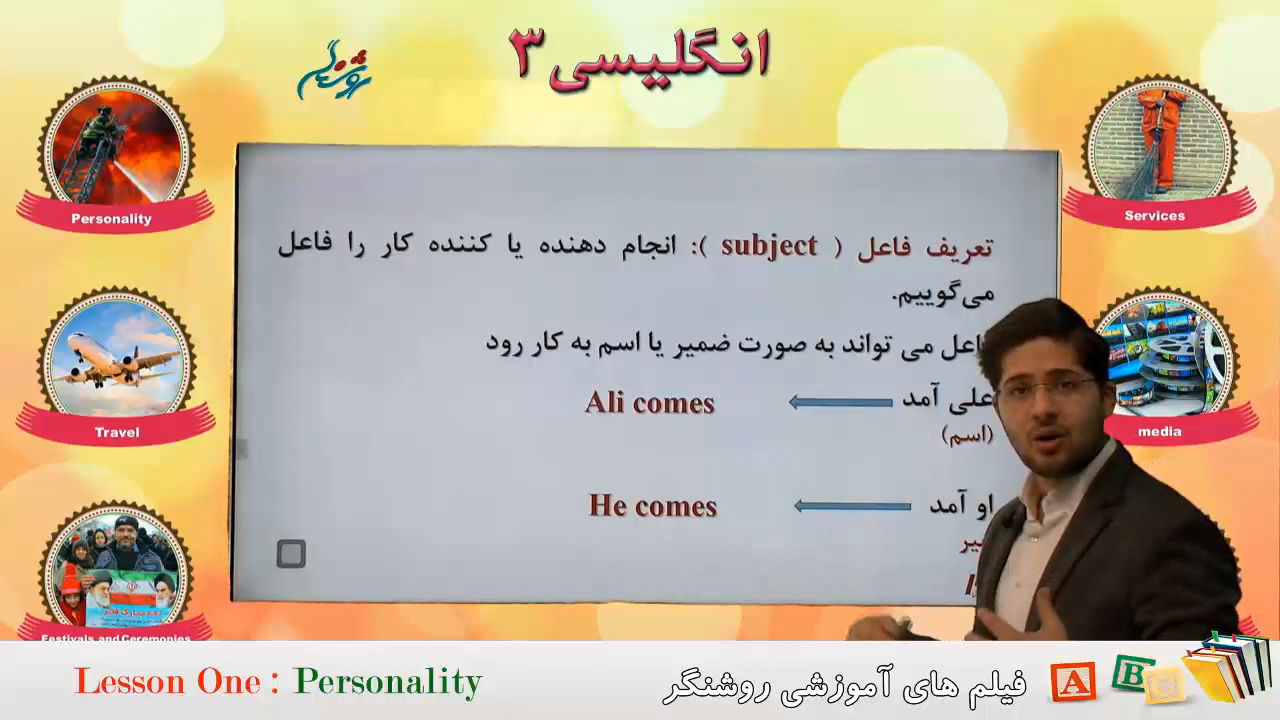 انگلیسی ۳
روشنگر
Personality
Services
تعریف فاعل ( subject ): انجام دهنده یا کننده کار را فاعل
می‌گوییم.
فاعل می تواند به صورت ضمیر یا اسم به کار رود
علی آمد
Ali comes
(اسم)
او آمد
He comes
Travel
media
Festivals and Ceremonies
Lesson One : Personality
فیلم های آموزشی روشنگر
A
B
G